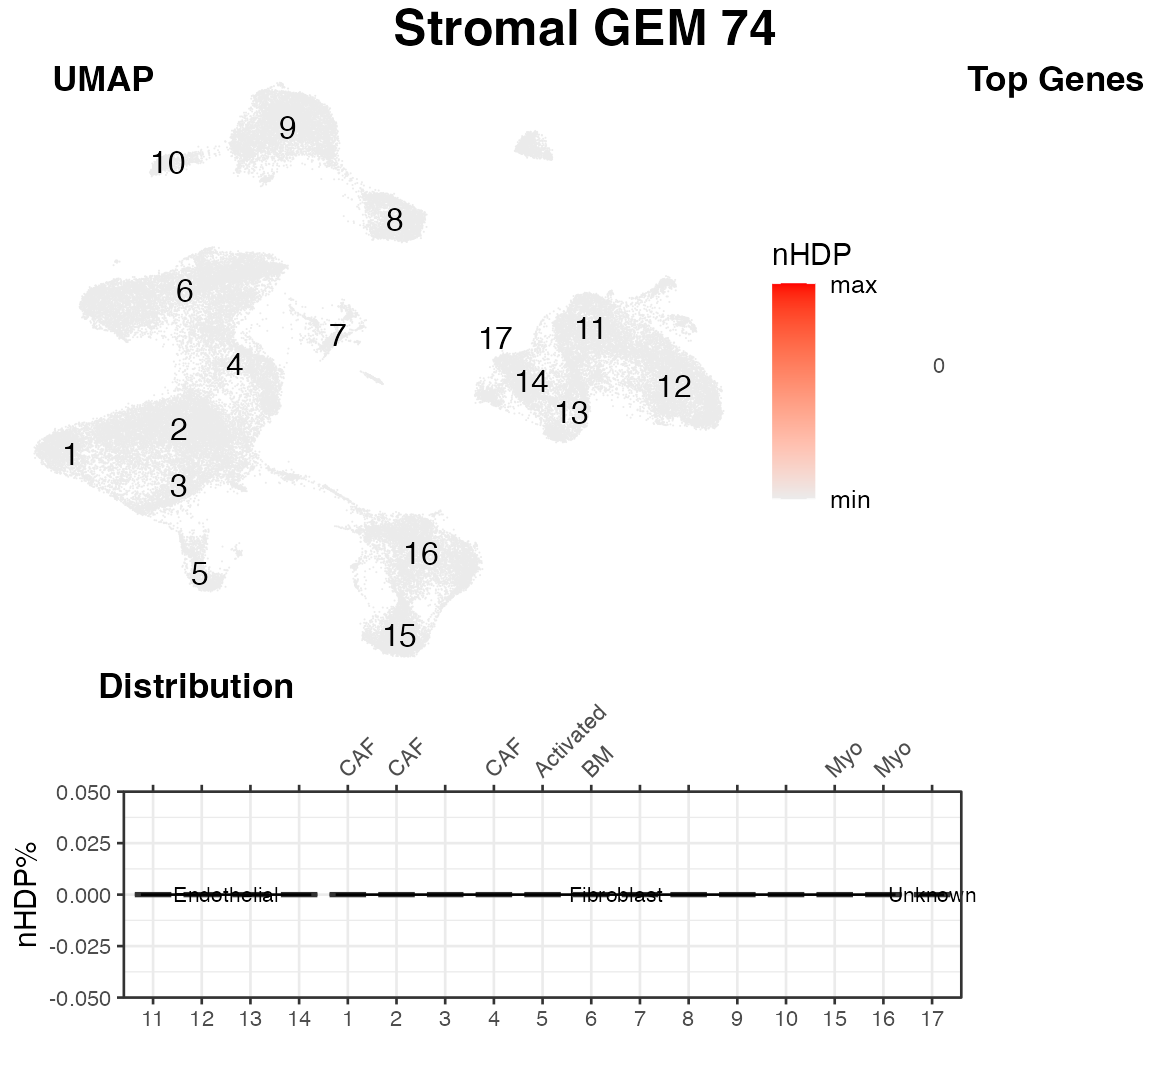 Stromal GEM 74
UMAP
Top Genes
9
10
8
nHDP
max
6
7
17
11
0
4
14
12
13
2
1
3
min
16
5
15
Distribution
CAF CAF CAF Activated BM Myo Myo
nHDP%
0.050
0.025
0.000
-0.025
-0.050
Endothelial Fibroblast Unknown
11 12 13 14 1 2 3 4 5 6 7 8 9 10 15 16 17